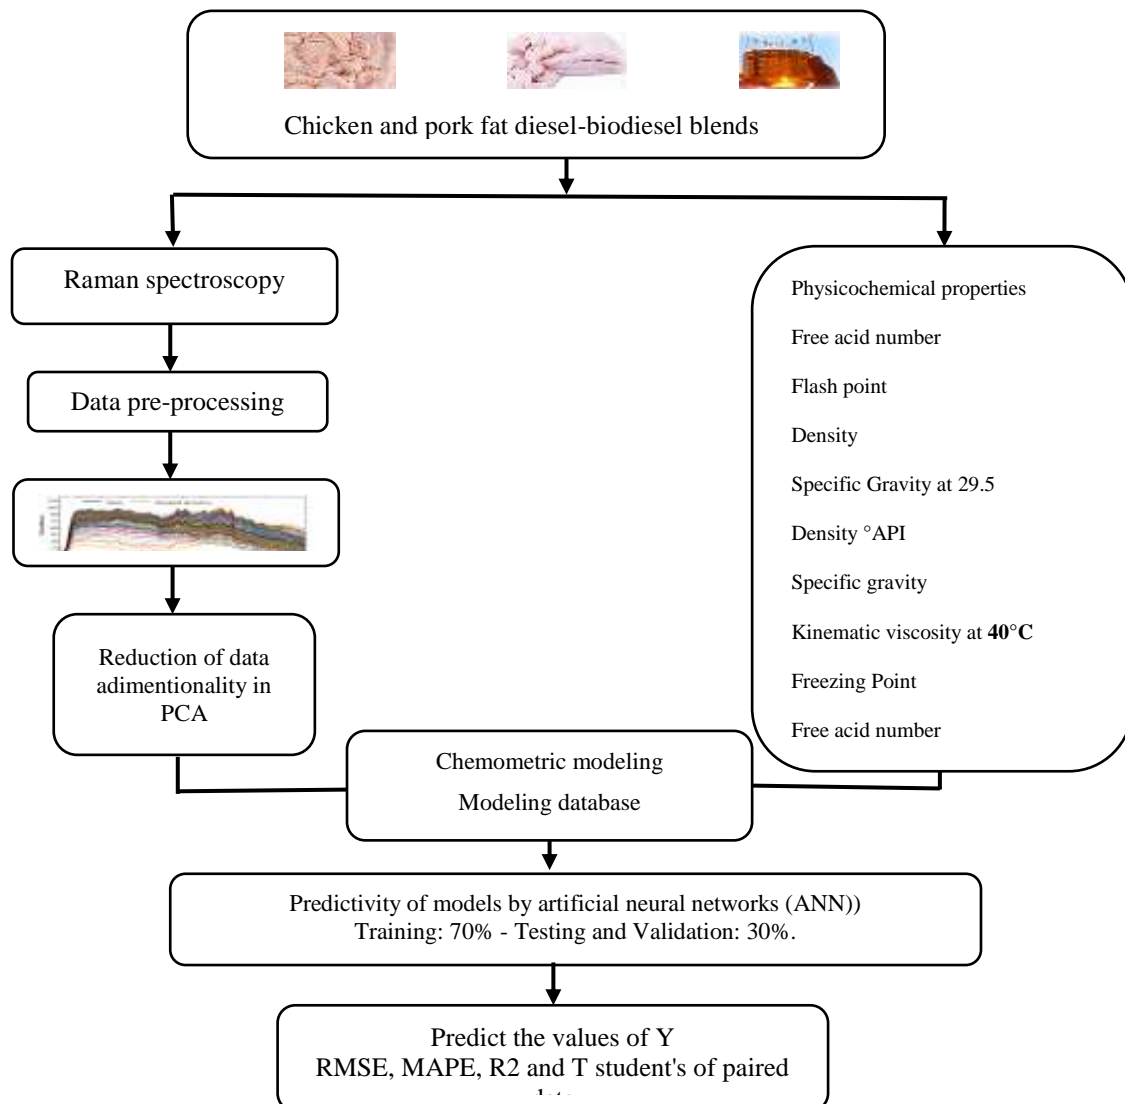 Chicken and pork fat diesel-biodiesel blends
Raman spectroscopy
Data pre-processing
Reduction of data
adimentionality in
PCA
Physicochemical properties
Free acid number
Flash point
Density
Specific Gravity at 29.5
Density °API
Specific gravity
Kinematic viscosity at 40°C
Freezing Point
Free acid number
Chemometric modeling
Modeling database
Predictivity of models by artificial neural networks (ANN))
Training: 70% - Testing and Validation: 30%.
Predict the values of Y
RMSE, MAPE, R2 and T student's of paired